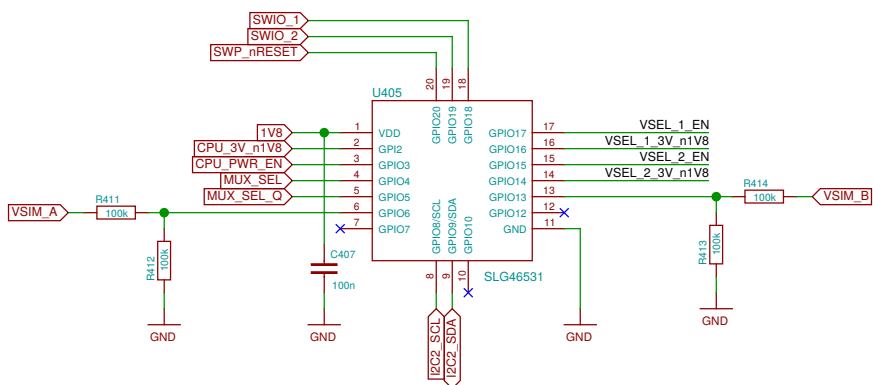 SWIO_1
SWIO_2
SWP_nRESET
20
19
18
U405
GPIO20
GPIO19
GPIO18
1V8
1
VDD
CPU_3V_n1V8
2
GPI2
CPU_PWR_EN
3
GPIO3
MUX_SEL
4
GPIO4
MUX_SEL_Q
5
GPIO5
VSIM_A
R411
100k
6
GPIO6
7
GPIO7
GPIO17
17
VSEL_1_EN
GPIO16
16
VSEL_1_3V_n1V8
GPIO15
15
VSEL_2_EN
GPIO14
14
VSEL_2_3V_n1V8
GPIO13
13
R414
100k
VSIM_B
GPIO12
12
GND
11
GPIO8/SCL
GPIO9/SDA
GPIO10
R412
100k
C407
100n
8
9
10
SLG46531
R413
100k
I2C2_SCL
I2C2_SDA
GND
GND
GND
GND